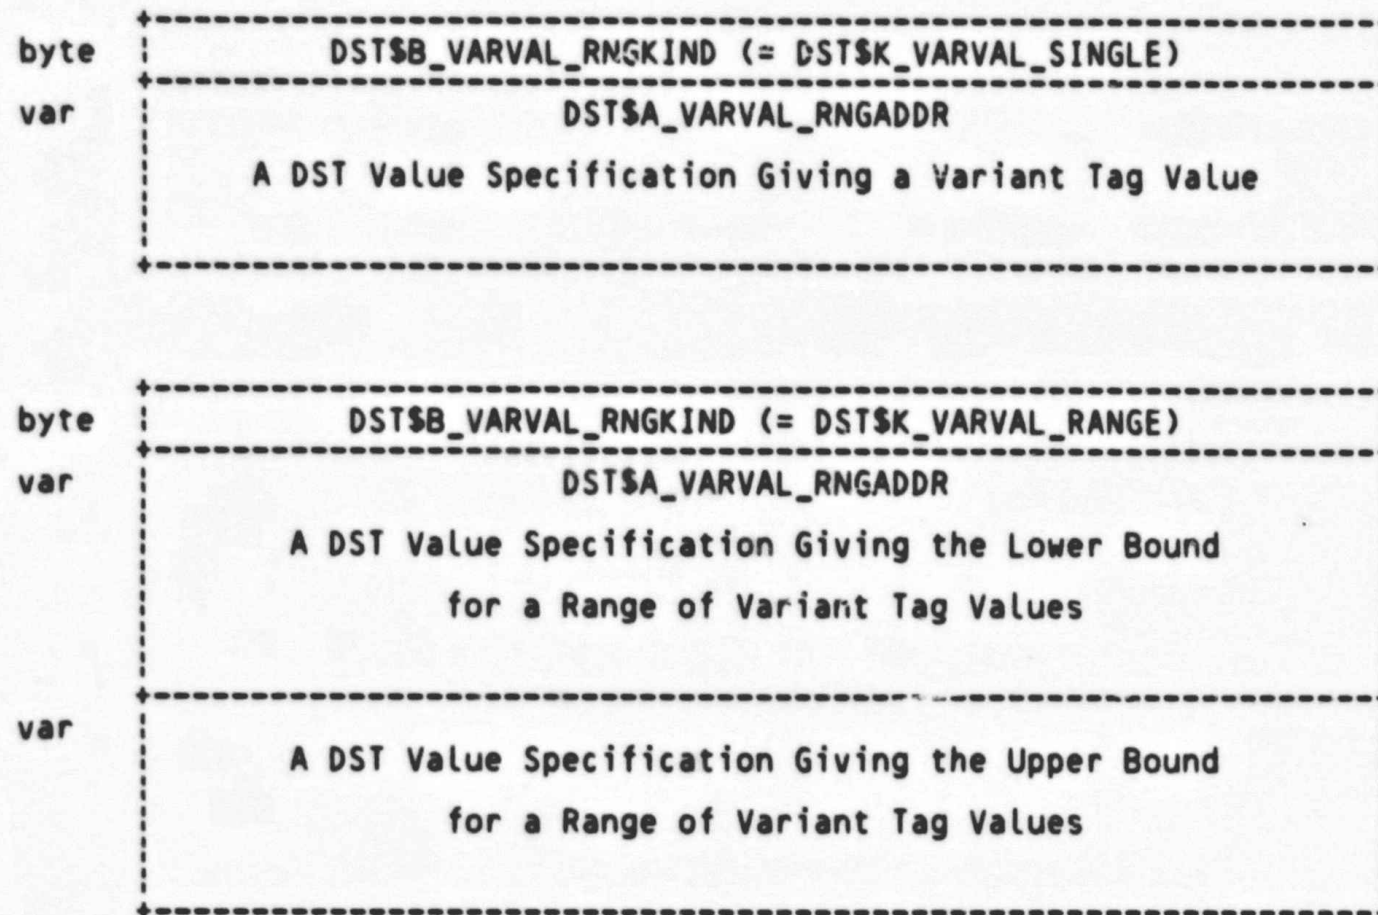 byte DST$B_VARVAL_RNGKIND (= DST$K_VARVAL_SINGLE)
var DST$A_VARVAL_RNGADDR
A DST Value Specification Giving a Variant Tag Value
byte DST$B_VARVAL_RNGKIND (= DST$K_VARVAL_RANGE)
var DST$A_VARVAL_RNGADDR
A DST Value Specification Giving the Lower Bound
for a Range of Variant Tag Values
var
A DST Value Specification Giving the Upper Bound
for a Range of Variant Tag Values